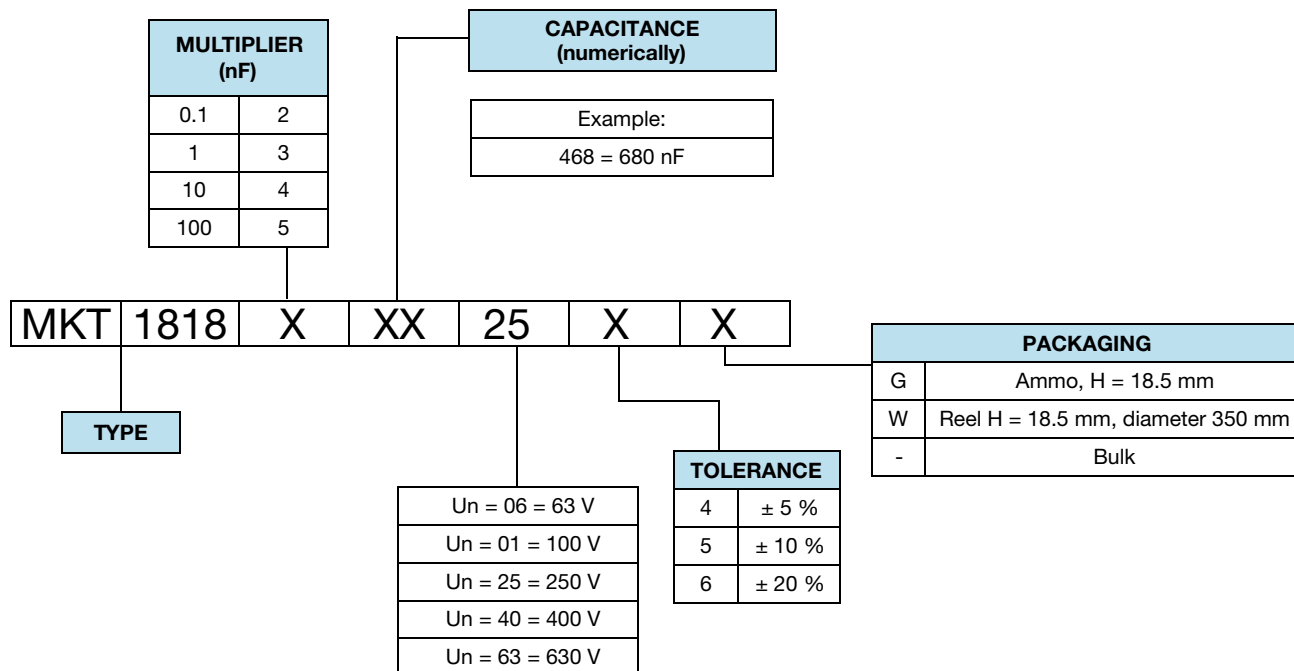 MULTIPLIER
(nF)
0.1 2
1 3
10 4
100 5
CAPACITANCE
(numerically)
Example:
468 = 680 nF
MKT 1818 X XX 25 X X
TYPE
Un = 06 = 63 V
Un = 01 = 100 V
Un = 25 = 250 V
Un = 40 = 400 V
Un = 63 = 630 V
TOLERANCE
4 ± 5 %
5 ± 10 %
6 ± 20 %
PACKAGING
G Ammo, H = 18.5 mm
W Reel H = 18.5 mm, diameter 350 mm
- Bulk